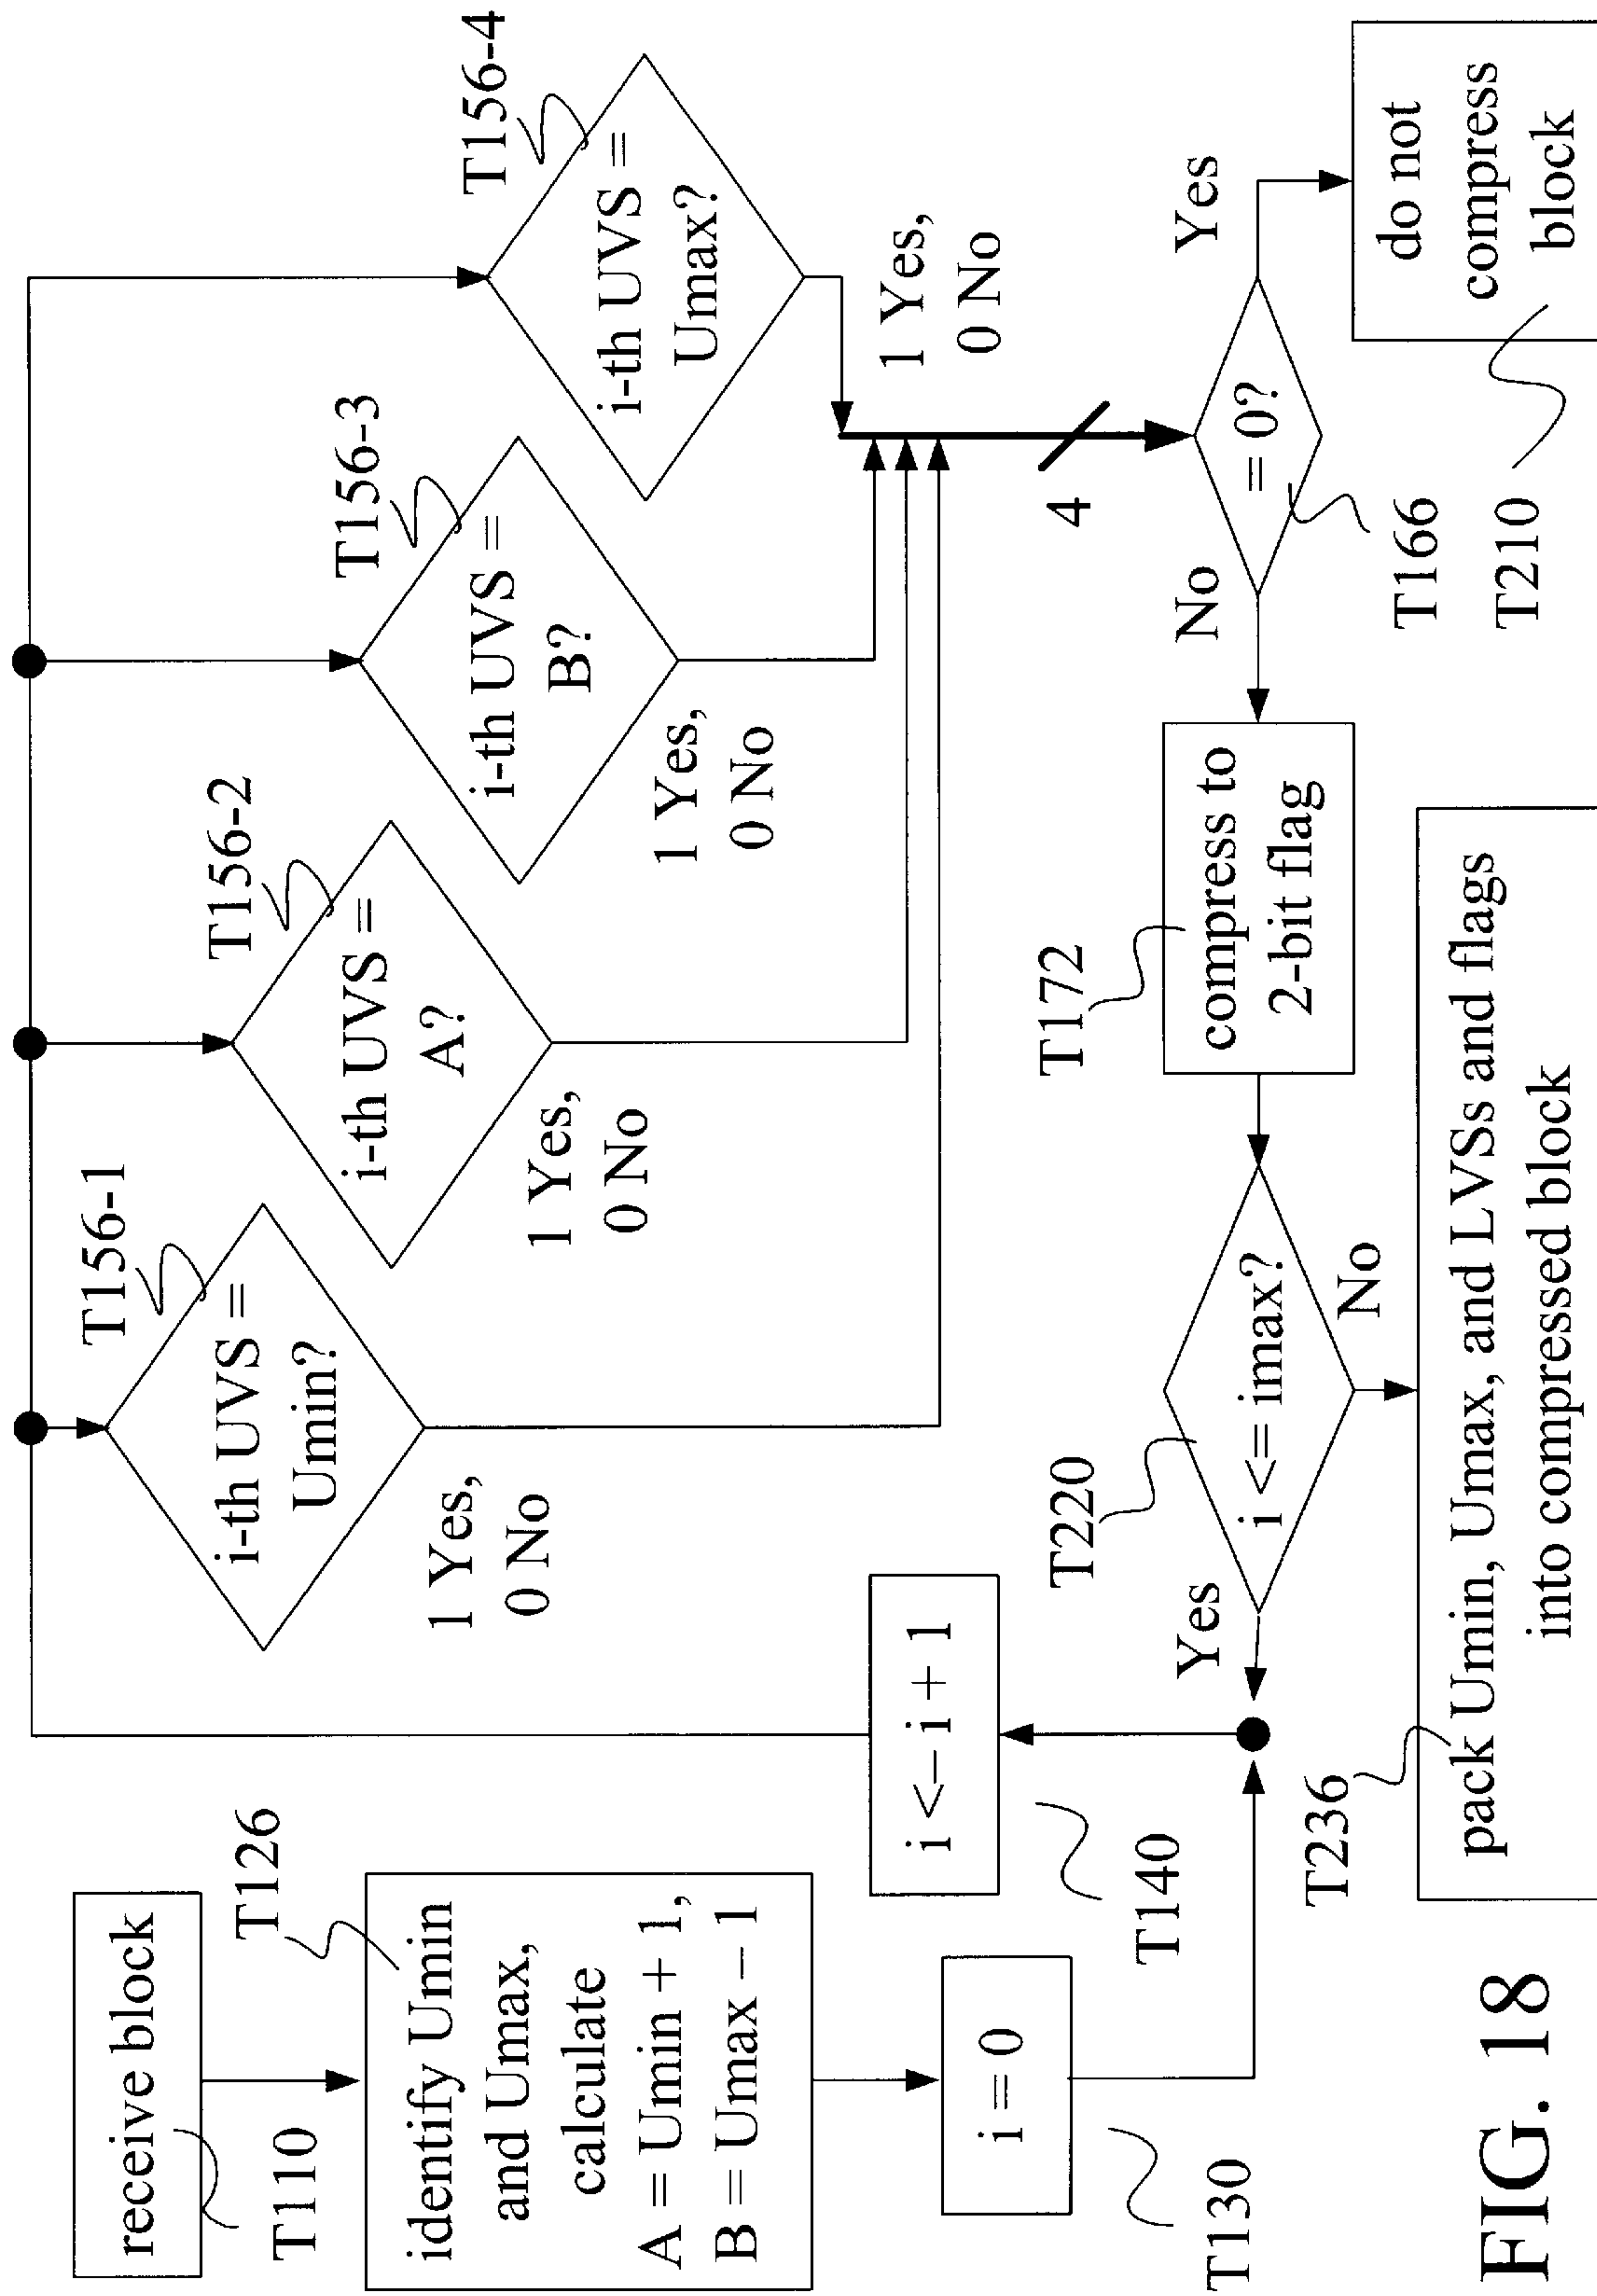 receive block
T110
identify Umin
and Umax,
calculate
A = Umin + 1,
B = Umax – 1
T126
i = 0
T130
i <– i + 1
T140
i-th UVS =
Umin?
T156-1
1 Yes,
0 No
i-th UVS =
A?
T156-2
1 Yes,
0 No
i-th UVS =
B?
T156-3
1 Yes,
0 No
i-th UVS =
Umax?
T156-4
1 Yes,
0 No
4
= 0?
T166
Yes
No
do not
compress
block
T210
compress to
2-bit flag
T172
i <= imax?
T220
Yes
No
pack Umin, Umax, and LVSs and flags
into compressed block
T236
FIG. 18